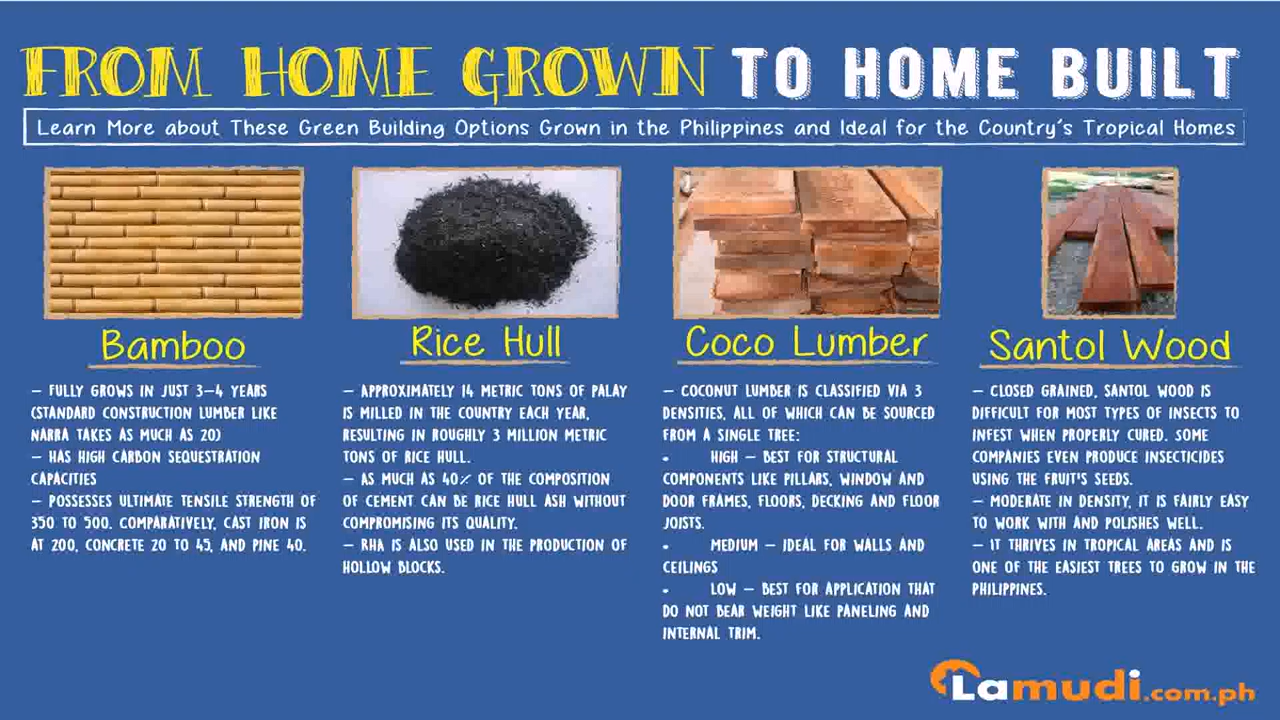 FROM HOME GROWN TO HOME BUILT
Learn More about These Green Building Options Grown in the Philippines and Ideal for the Country's Tropical Homes
Bamboo
– FULLY GROWS IN JUST 3–4 YEARS
(STANDARD CONSTRUCTION LUMBER LIKE
NARRA TAKES AS MUCH AS 20)
– HAS HIGH CARBON SEQUESTRATION
CAPACITIES
– POSSESSES ULTIMATE TENSILE STRENGTH OF
350 TO 500. COMPARATIVELY, CAST IRON IS
AT 200, CONCRETE 20 TO 45, AND PINE 40.
Rice Hull
– APPROXIMATELY 14 METRIC TONS OF PALAY
IS MILLED IN THE COUNTRY EACH YEAR,
RESULTING IN ROUGHLY 3 MILLION METRIC
TONS OF RICE HULL.
– AS MUCH AS 40% OF THE COMPOSITION
OF CEMENT CAN BE RICE HULL ASH WITHOUT
COMPROMISING ITS QUALITY.
– RHA IS ALSO USED IN THE PRODUCTION OF
HOLLOW BLOCKS.
Coco Lumber
– COCONUT LUMBER IS CLASSIFIED VIA 3
DENSITIES, ALL OF WHICH CAN BE SOURCED
FROM A SINGLE TREE:
• HIGH – BEST FOR STRUCTURAL
COMPONENTS LIKE PILLARS, WINDOW AND
DOOR FRAMES, FLOORS, DECKING AND FLOOR
JOISTS.
• MEDIUM – IDEAL FOR WALLS AND
CEILINGS
• LOW – BEST FOR APPLICATION THAT
DO NOT BEAR WEIGHT LIKE PANELING AND
INTERNAL TRIM.
Santol Wood
– CLOSED GRAINED, SANTOL WOOD IS
DIFFICULT FOR MOST TYPES OF INSECTS TO
INFEST WHEN PROPERLY CURED. SOME
COMPANIES EVEN PRODUCE INSECTICIDES
USING THE FRUIT'S SEEDS.
– MODERATE IN DENSITY, IT IS FAIRLY EASY
TO WORK WITH AND POLISHES WELL.
– IT THRIVES IN TROPICAL AREAS AND IS
ONE OF THE EASIEST TREES TO GROW IN THE
PHILIPPINES.
Lamudi.com.ph